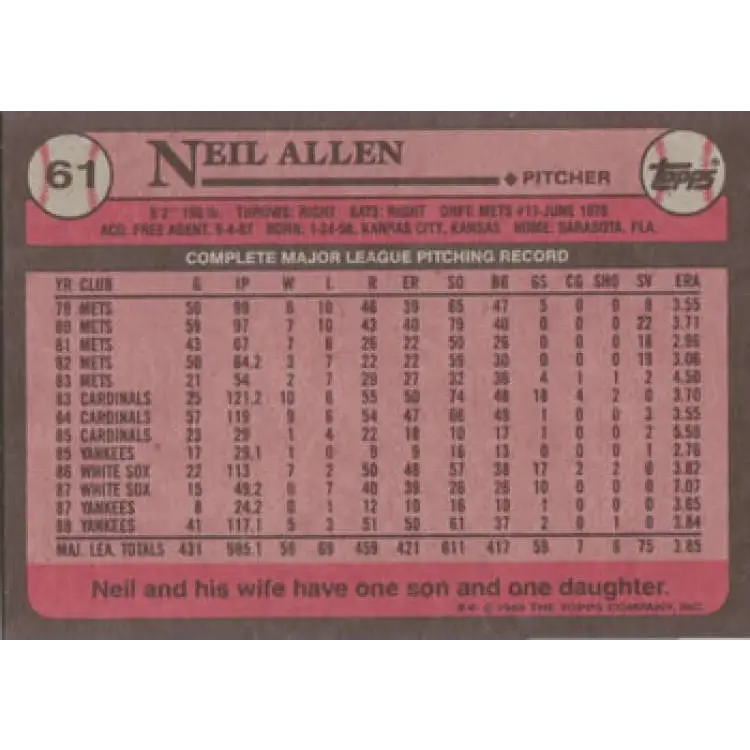 61
NEIL ALLEN
PITCHER
topps
6'2" 190 lb. THROWS: RIGHT BATS: RIGHT DRFT: METS #11-JUNE 1976
ACQ: FREE AGENT, 9-4-87 BORN: 1-24-58, KANSAS CITY, KANSAS HOME: SARASOTA, FLA.
COMPLETE MAJOR LEAGUE PITCHING RECORD
YR CLUB G IP W L R ER SO BB GS CG SHO SV ERA
79 METS 50 99 6 10 46 39 65 47 5 0 0 8 3.55
80 METS 59 97 7 10 43 40 79 40 0 0 0 22 3.71
81 METS 43 67 7 6 26 22 50 26 0 0 0 18 2.96
82 METS 50 64.2 3 7 22 22 59 30 0 0 0 19 3.06
83 METS 21 54 2 7 29 27 32 36 4 1 1 2 4.50
83 CARDINALS 25 121.2 10 6 55 50 74 48 18 4 2 0 3.70
84 CARDINALS 57 119 9 6 54 47 66 49 1 0 0 3 3.55
85 CARDINALS 23 29 1 4 22 18 10 17 1 0 0 2 5.59
85 YANKEES 17 29.1 1 0 9 9 16 13 0 0 0 1 2.76
86 WHITE SOX 22 113 7 2 50 48 57 38 17 2 2 0 3.82
87 WHITE SOX 15 49.2 0 7 40 39 26 26 10 0 0 0 7.07
87 YANKEES 8 24.2 0 1 12 10 16 10 1 0 0 0 3.65
88 YANKEES 41 117.1 5 3 51 50 61 37 2 0 1 0 3.84
MAJ. LEA. TOTALS 431 985.1 58 69 459 421 611 417 59 7 6 75 3.85
Neil and his wife have one son and one daughter.
© 1989 THE TOPPS COMPANY, INC.